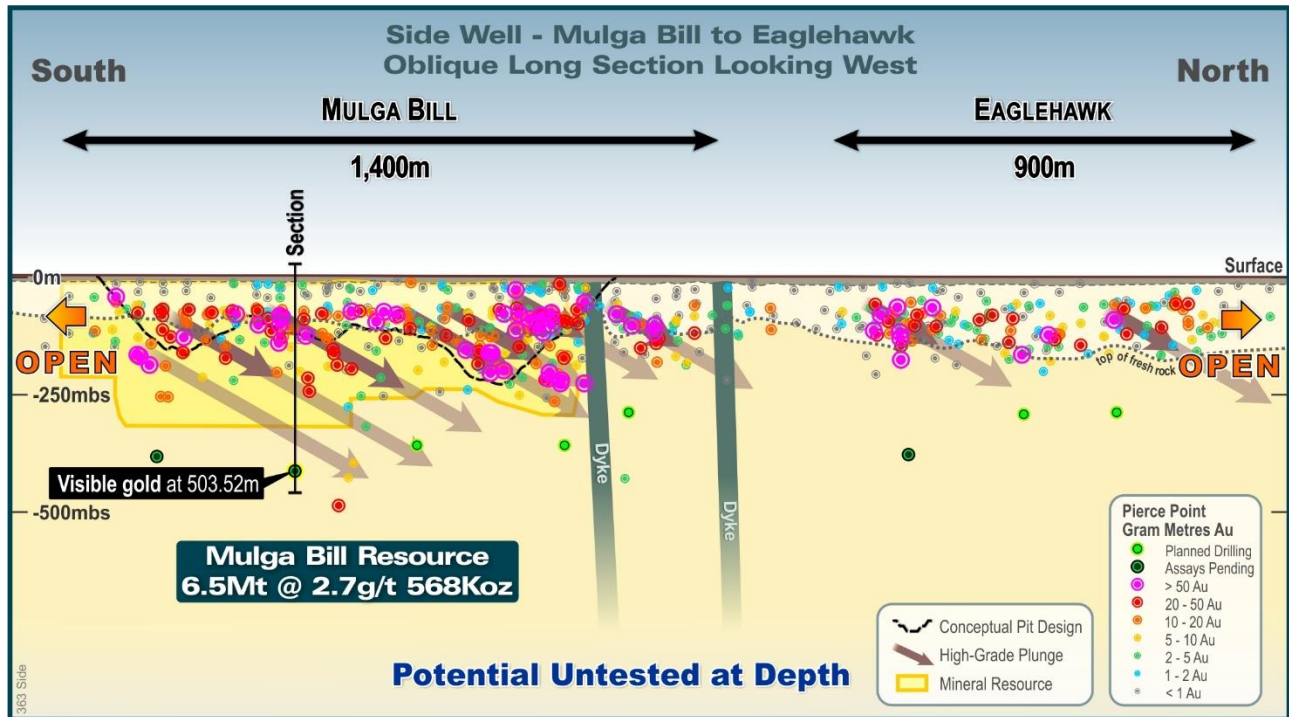 Side Well - Mulga Bill to Eaglehawk
Oblique Long Section Looking West
South
North
MULGA BILL
1,400m
EAGLEHAWK
900m
Section
Surface
0m
OPEN
OPEN
top of fresh rock
-250mbs
Visible gold at 503.52m
-500mbs
Dyke
Dyke
Mulga Bill Resource
6.5Mt @ 2.7g/t 568Koz
Potential Untested at Depth
Conceptual Pit Design
High-Grade Plunge
Mineral Resource
Pierce Point
Gram Metres Au
Planned Drilling
Assays Pending
> 50 Au
20 - 50 Au
10 - 20 Au
5 - 10 Au
2 - 5 Au
1 - 2 Au
< 1 Au
363 Side